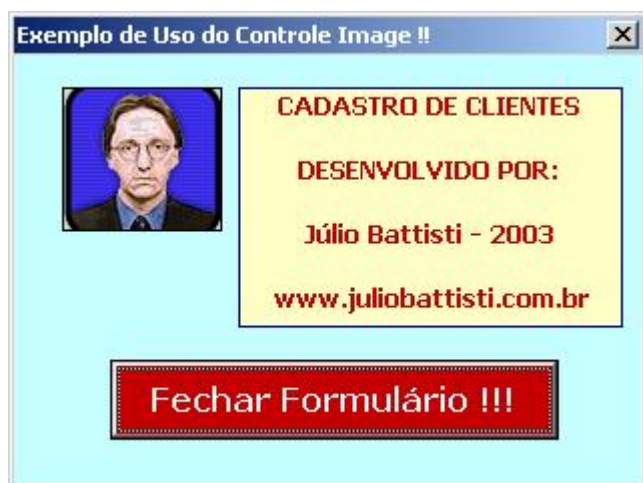 Exemplo de Uso do Controle Image !!
CADASTRO DE CLIENTES
DESENVOLVIDO POR:
Júlio Battisti - 2003
www.juliobattisti.com.br
Fechar Formulário !!!